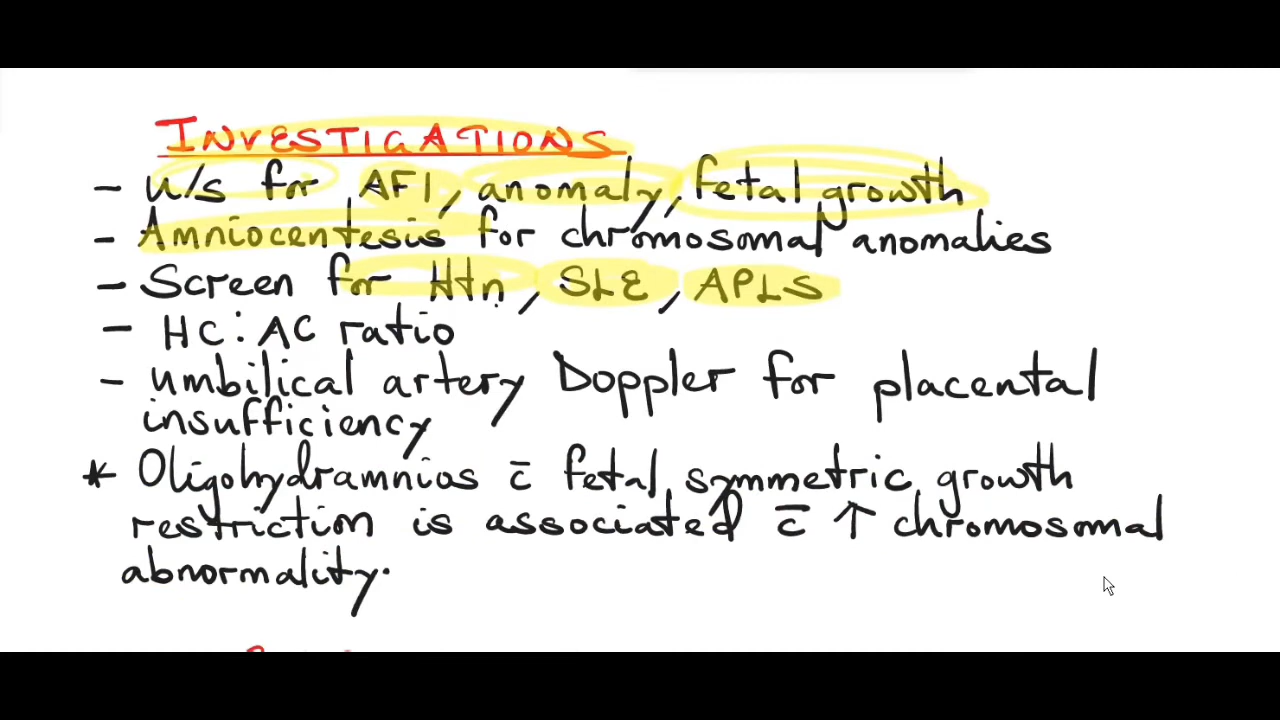 INVESTIGATIONS
- U/s for AFI, anomaly, fetal growth
- Amniocentesis for chromosomal anomalies
- Screen for Htn, SLE, APLS
- HC: AC ratio
- umbilical artery Doppler for placental
insufficiency
* Oligohydramnios c̄ fetal symmetric growth
restriction is associated c̄ ↑ chromosomal
abnormality.